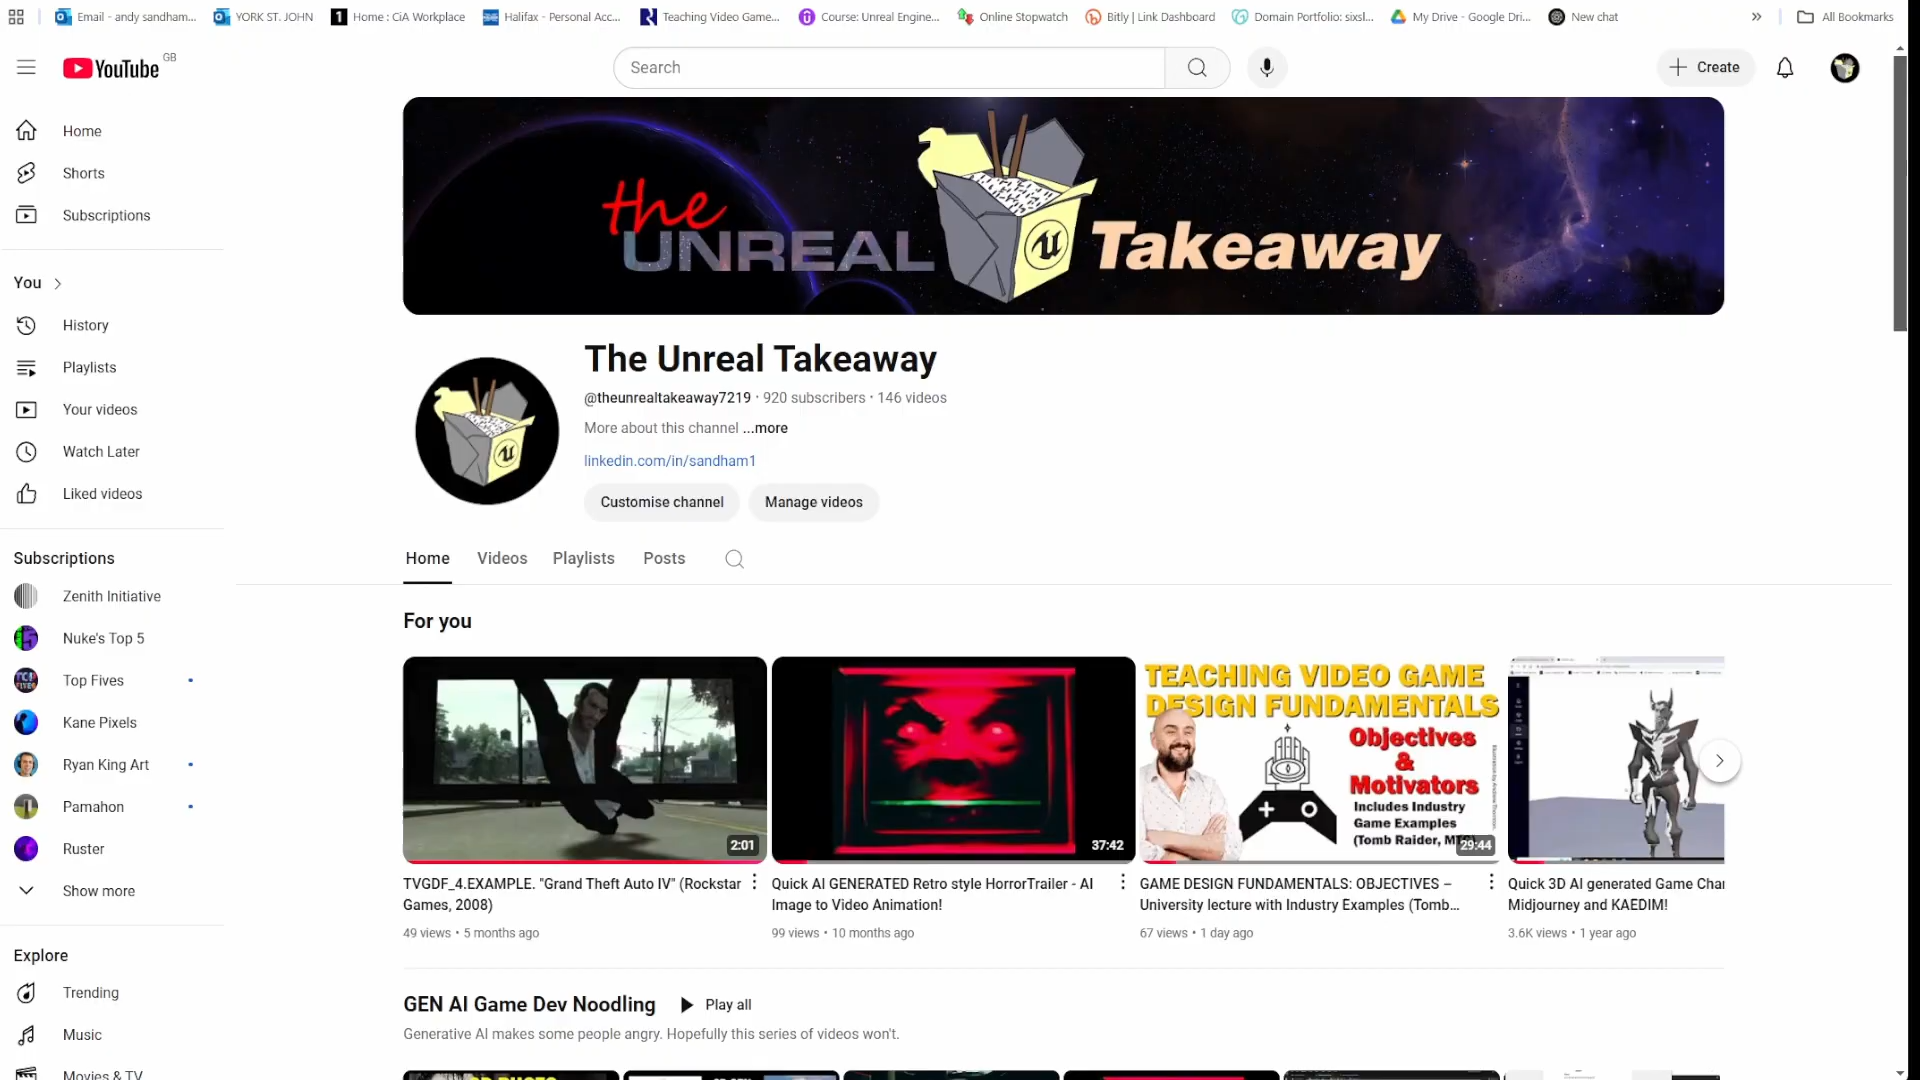 Email - andy sandham...
YORK ST. JOHN
Home : CiA Workplace
Halifax - Personal Acc...
Teaching Video Game...
Course: Unreal Engine...
Online Stopwatch
Bitly | Link Dashboard
Domain Portfolio: sixsl...
My Drive - Google Dri...
New chat
All Bookmarks
YouTube GB
Search
Create
Home
Shorts
Subscriptions
the
UNREAL
Takeaway
You
History
Playlists
Your videos
Watch Later
Liked videos
The Unreal Takeaway
@theunrealtakeaway7219 · 920 subscribers · 146 videos
More about this channel ...more
linkedin.com/in/sandham1
Customise channel
Manage videos
Home
Videos
Playlists
Posts
Subscriptions
Zenith Initiative
Nuke's Top 5
Top Fives
Kane Pixels
Ryan King Art
Pamahon
Ruster
Show more
For you
2:01
TVGDF_4.EXAMPLE. "Grand Theft Auto IV" (Rockstar
Games, 2008)
49 views • 5 months ago
37:42
Quick AI GENERATED Retro style HorrorTrailer - AI
Image to Video Animation!
99 views • 10 months ago
TEACHING VIDEO GAME
DESIGN FUNDAMENTALS
Objectives
&
Motivators
Includes Industry
Game Examples
(Tomb Raider,
29:44
GAME DESIGN FUNDAMENTALS: OBJECTIVES –
University lecture with Industry Examples (Tomb...
67 views • 1 day ago
Quick 3D AI generated Game Char
Midjourney and KAEDIM!
3.6K views • 1 year ago
Explore
Trending
Music
Movies & TV
GEN AI Game Dev Noodling
Play all
Generative AI makes some people angry. Hopefully this series of videos won't.